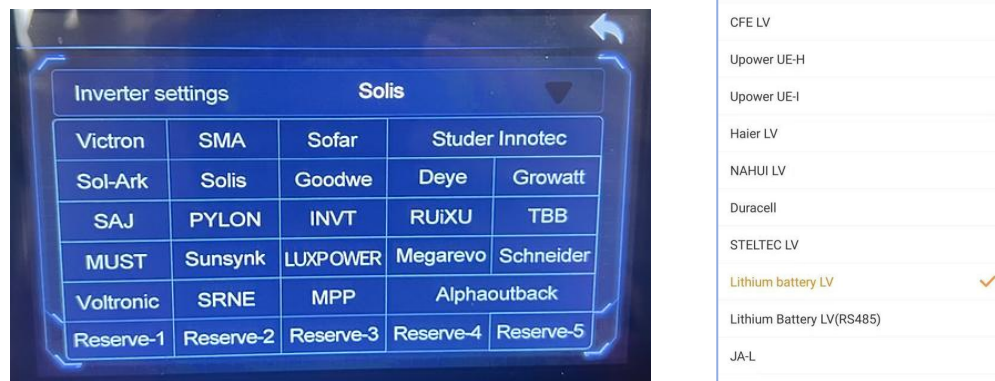 Inverter settings Solis
Victron SMA Sofar Studer Innotec
Sol-Ark Solis Goodwe Deye Growatt
SAJ PYLON INVT RUiXU TBB
MUST Sunsynk LUXPOWER Megarevo Schneider
Voltronic SRNE MPP Alphaoutback
Reserve-1 Reserve-2 Reserve-3 Reserve-4 Reserve-5
CFE LV
Upower UE-H
Upower UE-I
Haier LV
NAHUI LV
Duracell
STELTEC LV
Lithium battery LV
Lithium Battery LV(RS485)
JA-L